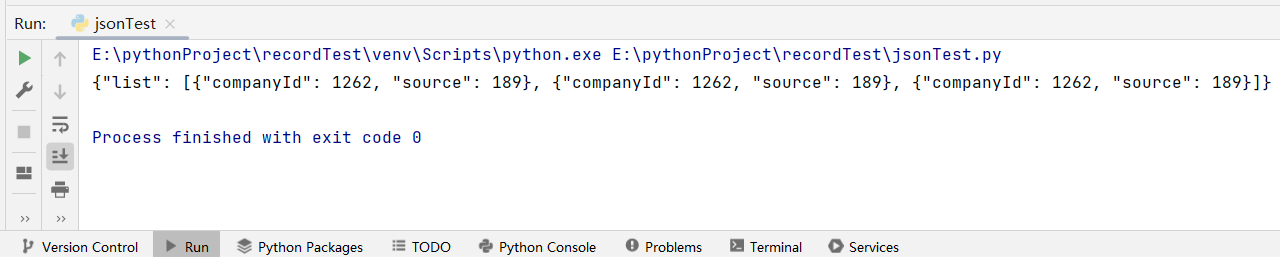 Run: jsonTest ×
E:\pythonProject\recordTest\venv\Scripts\python.exe E:\pythonProject\recordTest\jsonTest.py
{"list": [{"companyId": 1262, "source": 189}, {"companyId": 1262, "source": 189}, {"companyId": 1262, "source": 189}]}
Process finished with exit code 0
Version Control Run Python Packages TODO Python Console Problems Terminal Services